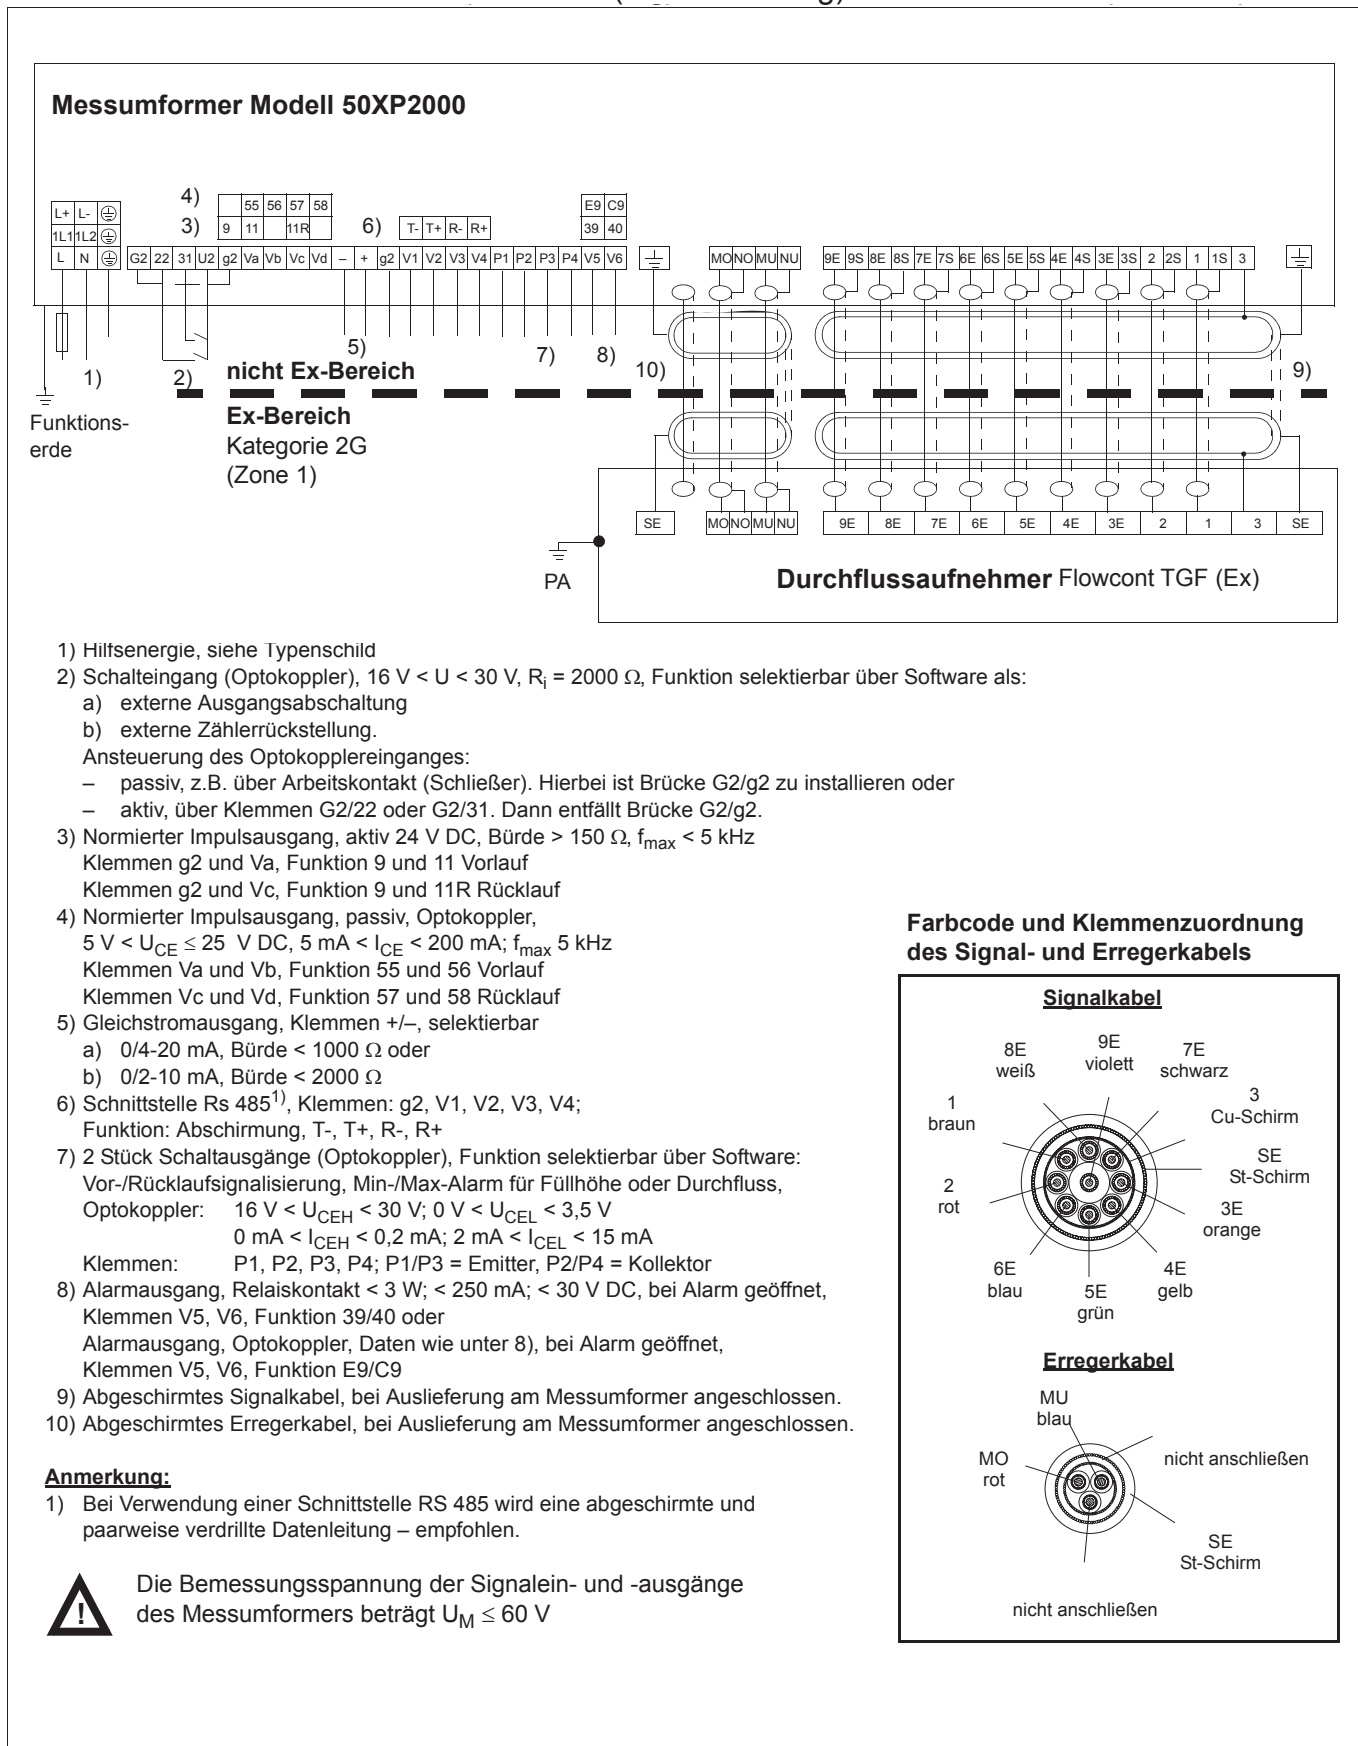 Messumformer Modell 50XP2000
4) 55 56 57 58 E9 C9
L+ L-
3) 9 11 11R 6) T- T+ R- R+ 39 40
1L1 1L2
L N G2 22 31 U2 g2 Va Vb Vc Vd – + g2 V1 V2 V3 V4 P1 P2 P3 P4 V5 V6 MO NO MU NU 9E 9S 8E 8S 7E 7S 6E 6S 5E 5S 4E 4S 3E 3S 2 2S 1 1S 3
1) 2) 5) 7) 8) 10) 9)
nicht Ex-Bereich
Funktions-
erde
Ex-Bereich
Kategorie 2G
(Zone 1)
SE MO NO MU NU 9E 8E 7E 6E 5E 4E 3E 2 1 3 SE
PA
Durchflussaufnehmer Flowcont TGF (Ex)
1) Hilfsenergie, siehe Typenschild
2) Schalteingang (Optokoppler), 16 V < U < 30 V, Ri = 2000 Ω, Funktion selektierbar über Software als:
a) externe Ausgangsabschaltung
b) externe Zählerrückstellung.
Ansteuerung des Optokopplereinganges:
– passiv, z.B. über Arbeitskontakt (Schließer). Hierbei ist Brücke G2/g2 zu installieren oder
– aktiv, über Klemmen G2/22 oder G2/31. Dann entfällt Brücke G2/g2.
3) Normierter Impulsausgang, aktiv 24 V DC, Bürde > 150 Ω, fmax < 5 kHz
Klemmen g2 und Va, Funktion 9 und 11 Vorlauf
Klemmen g2 und Vc, Funktion 9 und 11R Rücklauf
4) Normierter Impulsausgang, passiv, Optokoppler,
5 V < UCE ≤ 25 V DC, 5 mA < ICE < 200 mA; fmax 5 kHz
Klemmen Va und Vb, Funktion 55 und 56 Vorlauf
Klemmen Vc und Vd, Funktion 57 und 58 Rücklauf
5) Gleichstromausgang, Klemmen +/–, selektierbar
a) 0/4-20 mA, Bürde < 1000 Ω oder
b) 0/2-10 mA, Bürde < 2000 Ω
6) Schnittstelle Rs 485¹⁾, Klemmen: g2, V1, V2, V3, V4;
Funktion: Abschirmung, T-, T+, R-, R+
7) 2 Stück Schaltausgänge (Optokoppler), Funktion selektierbar über Software:
Vor-/Rücklaufsignalisierung, Min-/Max-Alarm für Füllhöhe oder Durchfluss,
Optokoppler: 16 V < UCEH < 30 V; 0 V < UCEL < 3,5 V
0 mA < ICEH < 0,2 mA; 2 mA < ICEL < 15 mA
Klemmen: P1, P2, P3, P4; P1/P3 = Emitter, P2/P4 = Kollektor
8) Alarmausgang, Relaiskontakt < 3 W; < 250 mA; < 30 V DC, bei Alarm geöffnet,
Klemmen V5, V6, Funktion 39/40 oder
Alarmausgang, Optokoppler, Daten wie unter 8), bei Alarm geöffnet,
Klemmen V5, V6, Funktion E9/C9
9) Abgeschirmtes Signalkabel, bei Auslieferung am Messumformer angeschlossen.
10) Abgeschirmtes Erregerkabel, bei Auslieferung am Messumformer angeschlossen.
Anmerkung:
1) Bei Verwendung einer Schnittstelle RS 485 wird eine abgeschirmte und
paarweise verdrillte Datenleitung – empfohlen.
!
Die Bemessungsspannung der Signalein- und -ausgänge
des Messumformers beträgt UM ≤ 60 V
Farbcode und Klemmenzuordnung
des Signal- und Erregerkabels
Signalkabel
9E
violett
8E
weiß
7E
schwarz
1
braun
3
Cu-Schirm
SE
St-Schirm
2
rot
3E
orange
6E
blau
4E
gelb
5E
grün
Erregerkabel
MU
blau
MO
rot
nicht anschließen
SE
St-Schirm
nicht anschließen